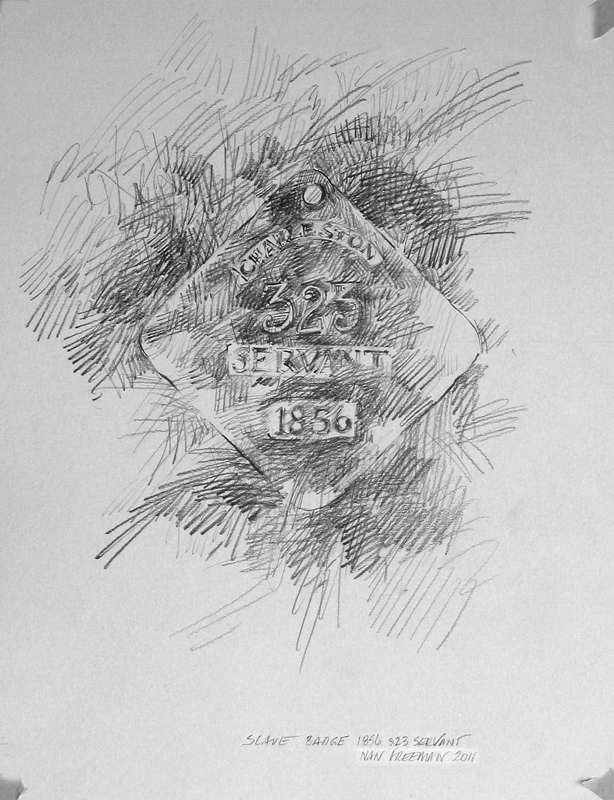 CHARLESTON
323
SERVANT
1856
SLAVE BADGE 1856 323 SERVANT
NAN FREEMAN 2011